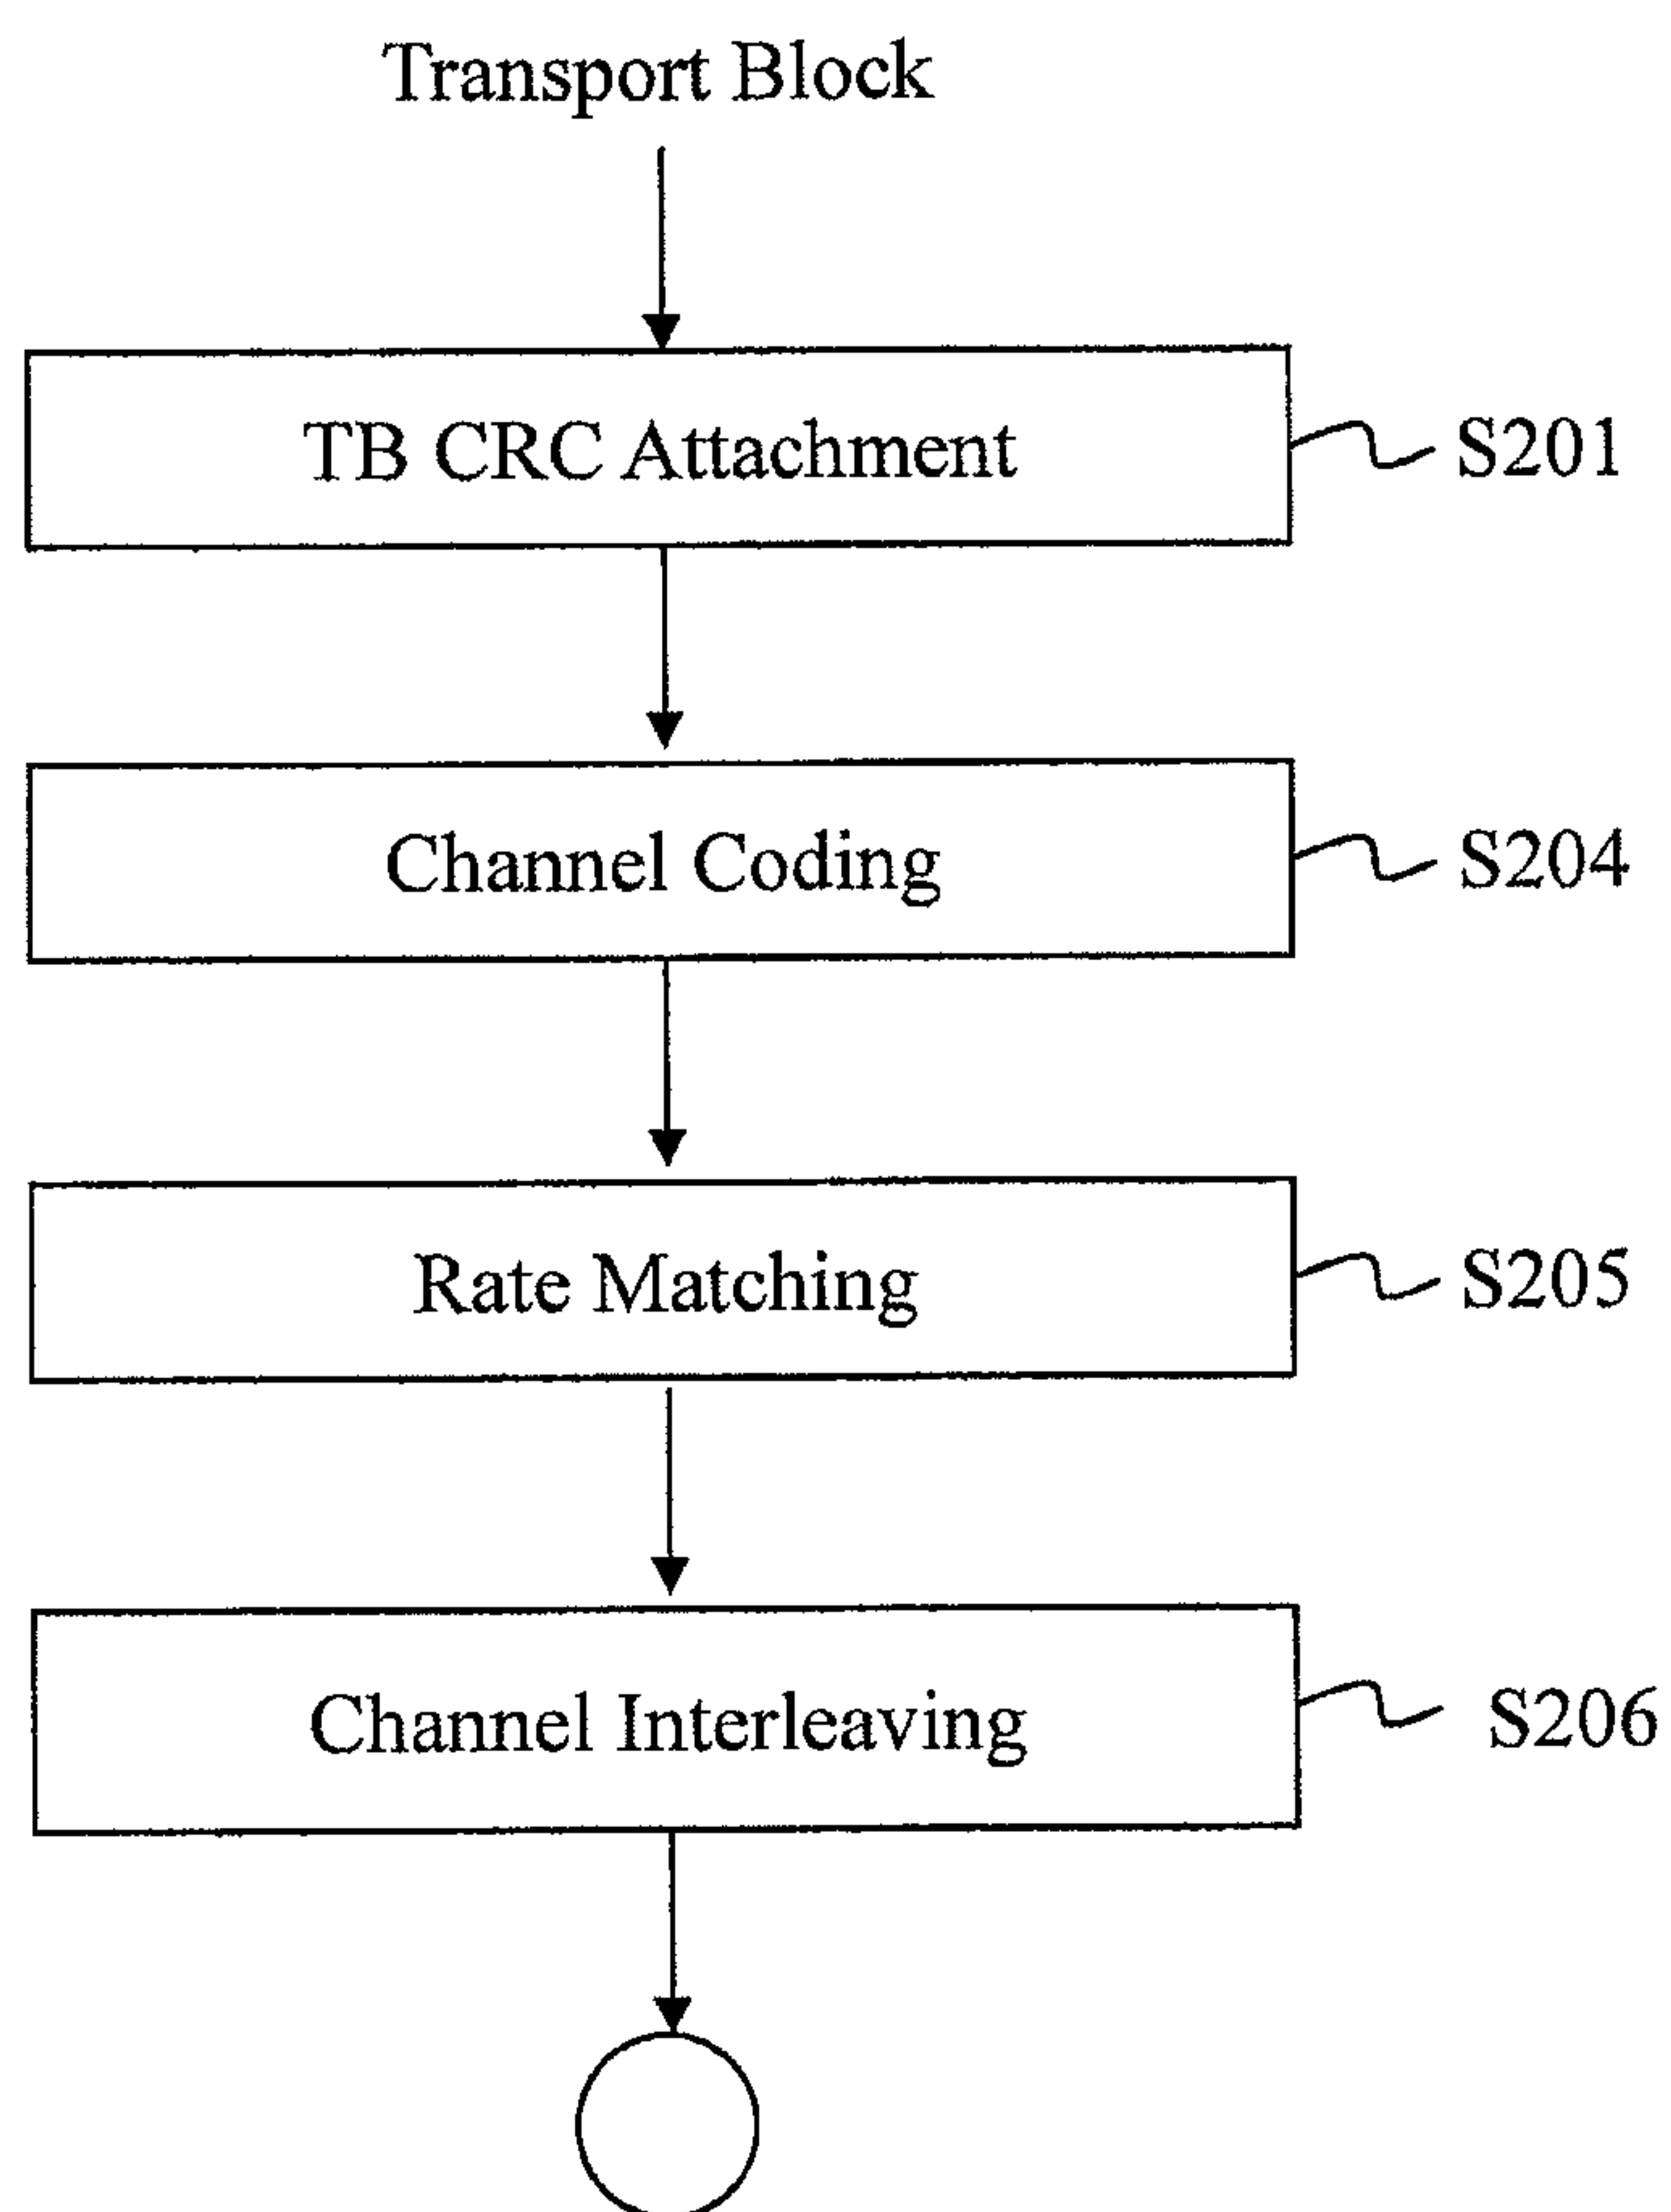 Transport Block
TB CRC Attachment
S201
Channel Coding
S204
Rate Matching
S205
Channel Interleaving
S206